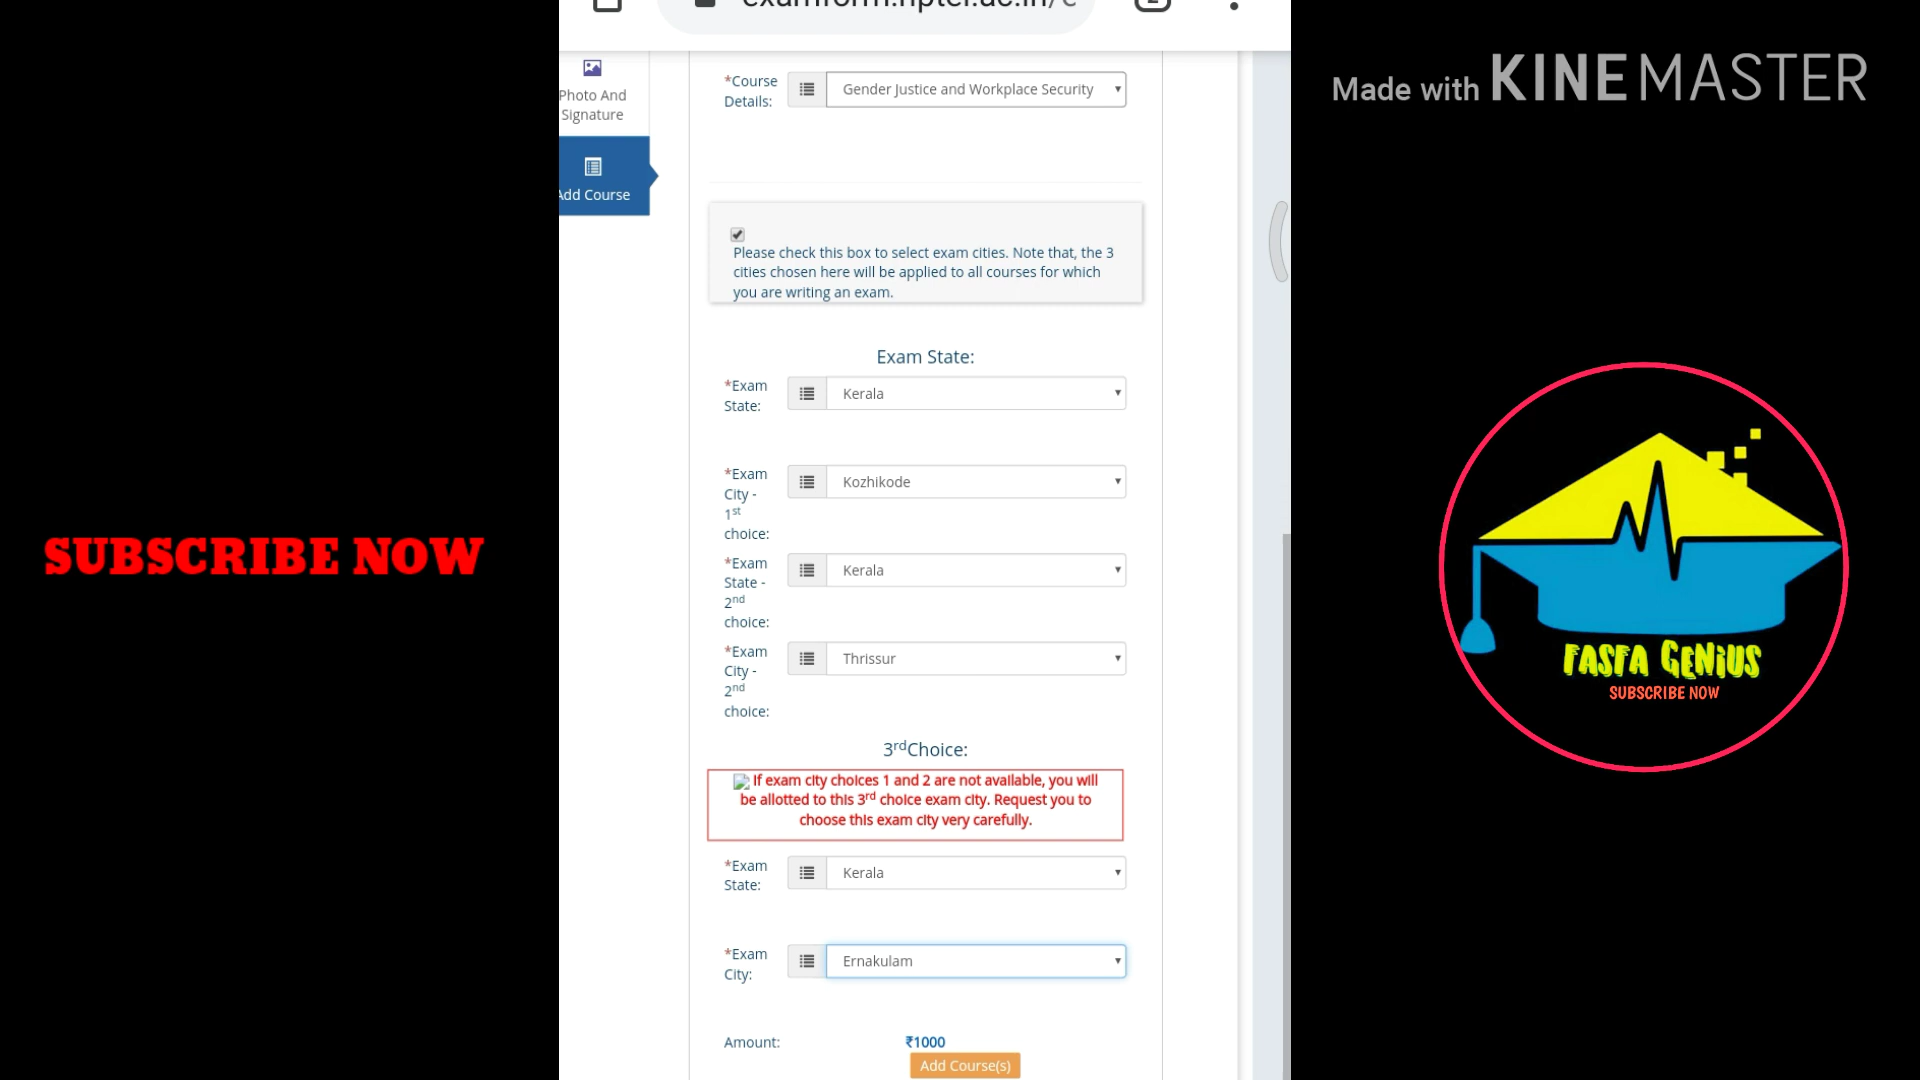 Made with KINEMASTER
Photo And
Signature
Add Course
*Course
Details:
Gender Justice and Workplace Security
Please check this box to select exam cities. Note that, the 3
cities chosen here will be applied to all courses for which
you are writing an exam.
Exam State:
*Exam
State:
Kerala
*Exam
City -
1st
choice:
Kozhikode
*Exam
State -
2nd
choice:
Kerala
*Exam
City -
2nd
choice:
Thrissur
3rdChoice:
If exam city choices 1 and 2 are not available, you will
be allotted to this 3rd choice exam city. Request you to
choose this exam city very carefully.
*Exam
State:
Kerala
*Exam
City:
Ernakulam
Amount:
₹1000
Add Course(s)
SUBSCRIBE NOW
FASFA GENIUS
SUBSCRIBE NOW